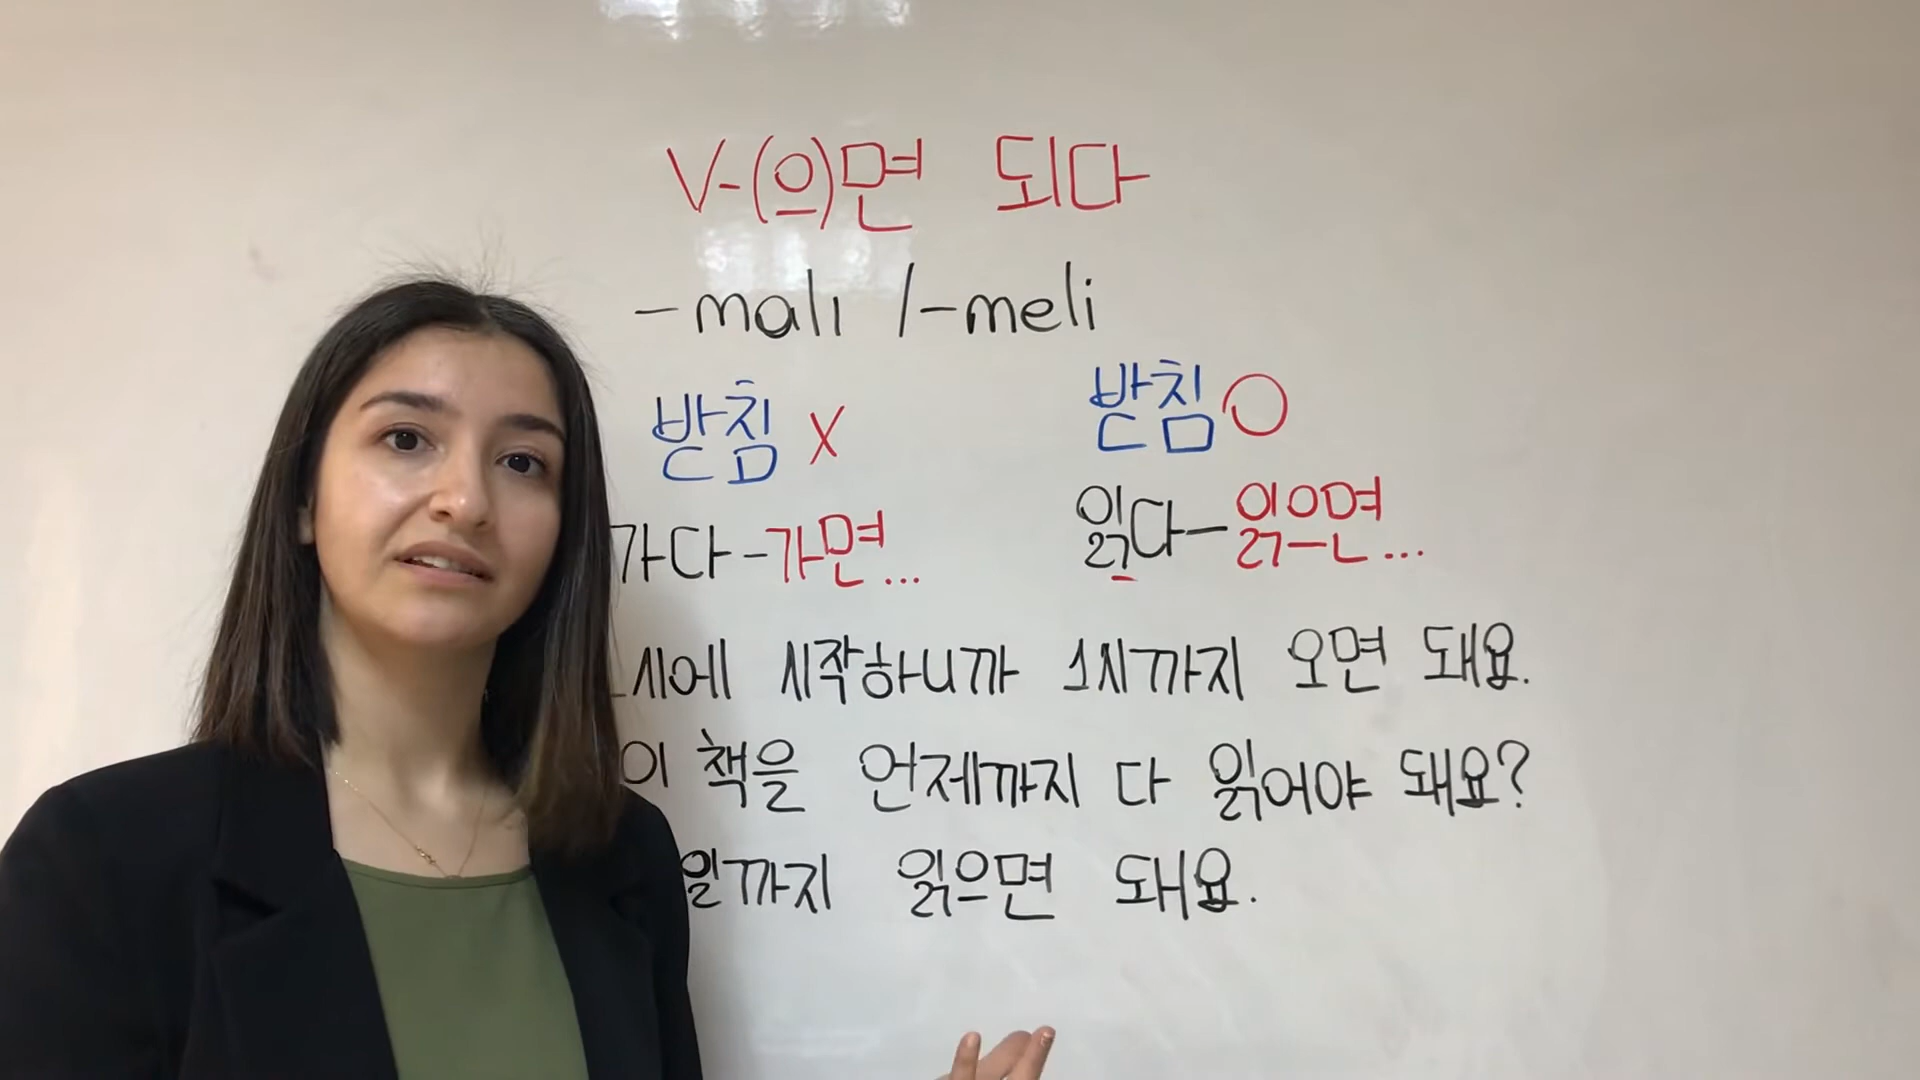 V-(으)면 되다
-malı /-meli
받침 X 받침 O
가다-가면... 읽다-읽으면...
시에 시작하니까 1시까지 오면 돼요.
이 책을 언제까지 다 읽어야 돼요?
일까지 읽으면 돼요.